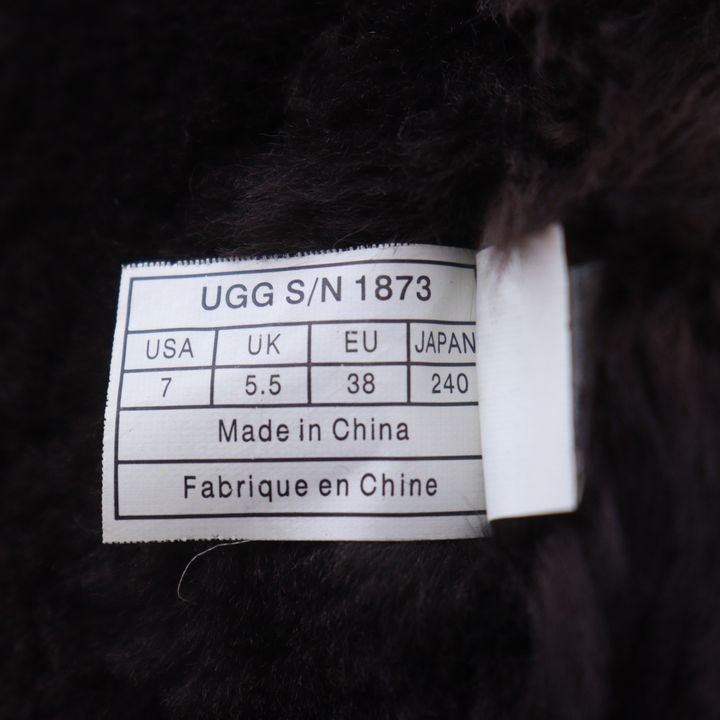 UGG S/N 1873
USA UK EU JAPAN
7 5.5 38 240
Made in China
Fabrique en Chine